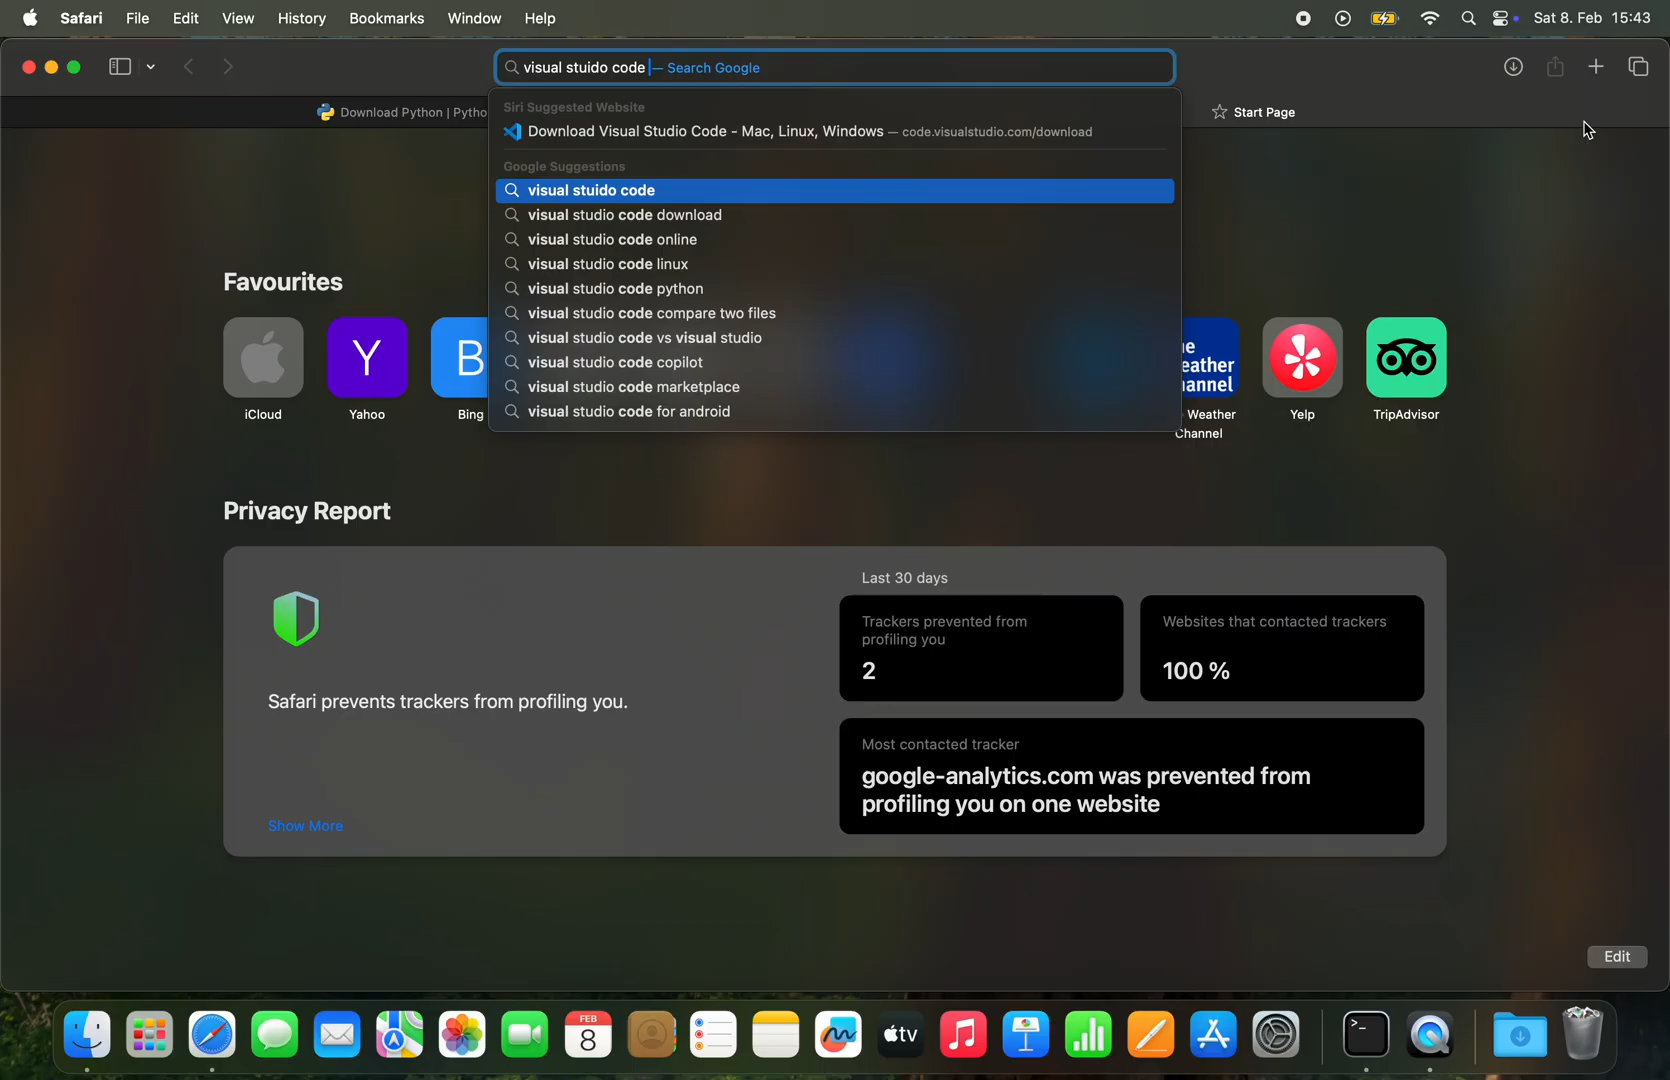 Safari File Edit View History Bookmarks Window Help Sat 8. Feb 15:43
visual stuido code — Search Google
Download Python | Pytho
Start Page
Siri Suggested Website
Download Visual Studio Code - Mac, Linux, Windows — code.visualstudio.com/download
Google Suggestions
visual stuido code
visual studio code download
visual studio code online
visual studio code linux
visual studio code python
visual studio code compare two files
visual studio code vs visual studio
visual studio code copilot
visual studio code marketplace
visual studio code for android
Favourites
Y
B
eather
annel
iCloud
Yahoo
Bing
Weather
Channel
Yelp
TripAdvisor
Privacy Report
Safari prevents trackers from profiling you.
Show More
Last 30 days
Trackers prevented from
profiling you
2
Websites that contacted trackers
100 %
Most contacted tracker
google-analytics.com was prevented from
profiling you on one website
Edit
FEB
8
tv